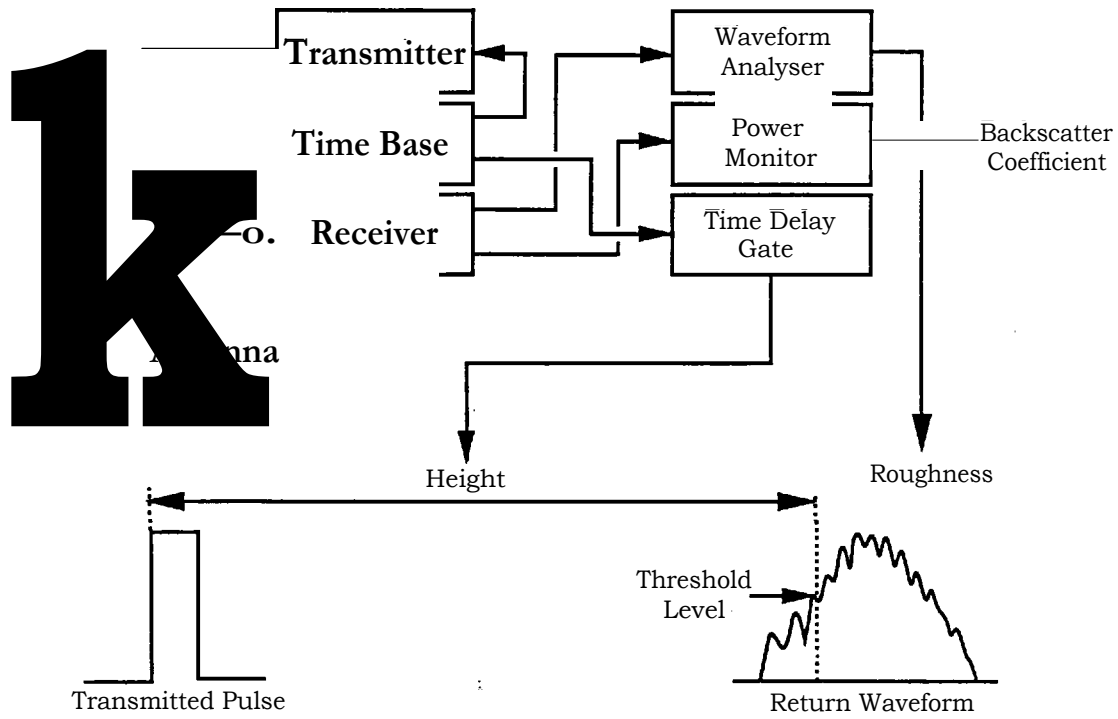 k
Transmitter
Waveform
Analyser
Time Base
Power
Monitor
Backscatter
Coefficient
o.
Receiver
Time Delay
Gate
Height
Roughness
Threshold
Level
Transmitted Pulse
Return Waveform